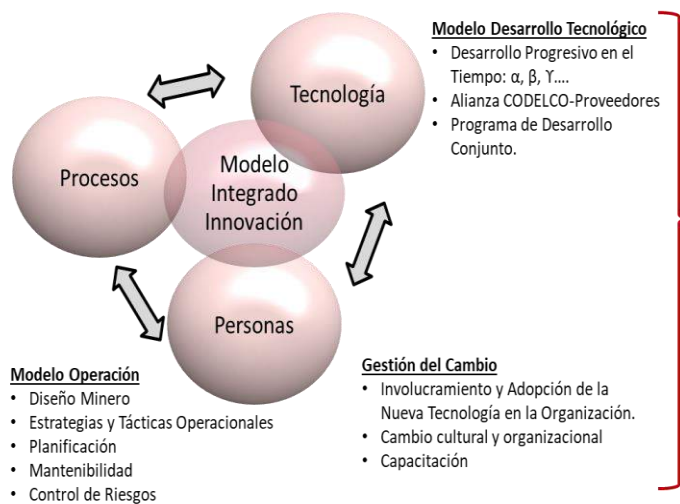 Modelo Desarrollo Tecnológico
• Desarrollo Progresivo en el
Tiempo: α, β, ϒ....
• Alianza CODELCO-Proveedores
• Programa de Desarrollo
Conjunto.
Tecnología
Procesos
Modelo
Integrado
Innovación
Personas
Modelo Operación
• Diseño Minero
• Estrategias y Tácticas Operacionales
• Planificación
• Mantenibilidad
• Control de Riesgos
Gestión del Cambio
• Involucramiento y Adopción de la
Nueva Tecnología en la Organización.
• Cambio cultural y organizacional
• Capacitación